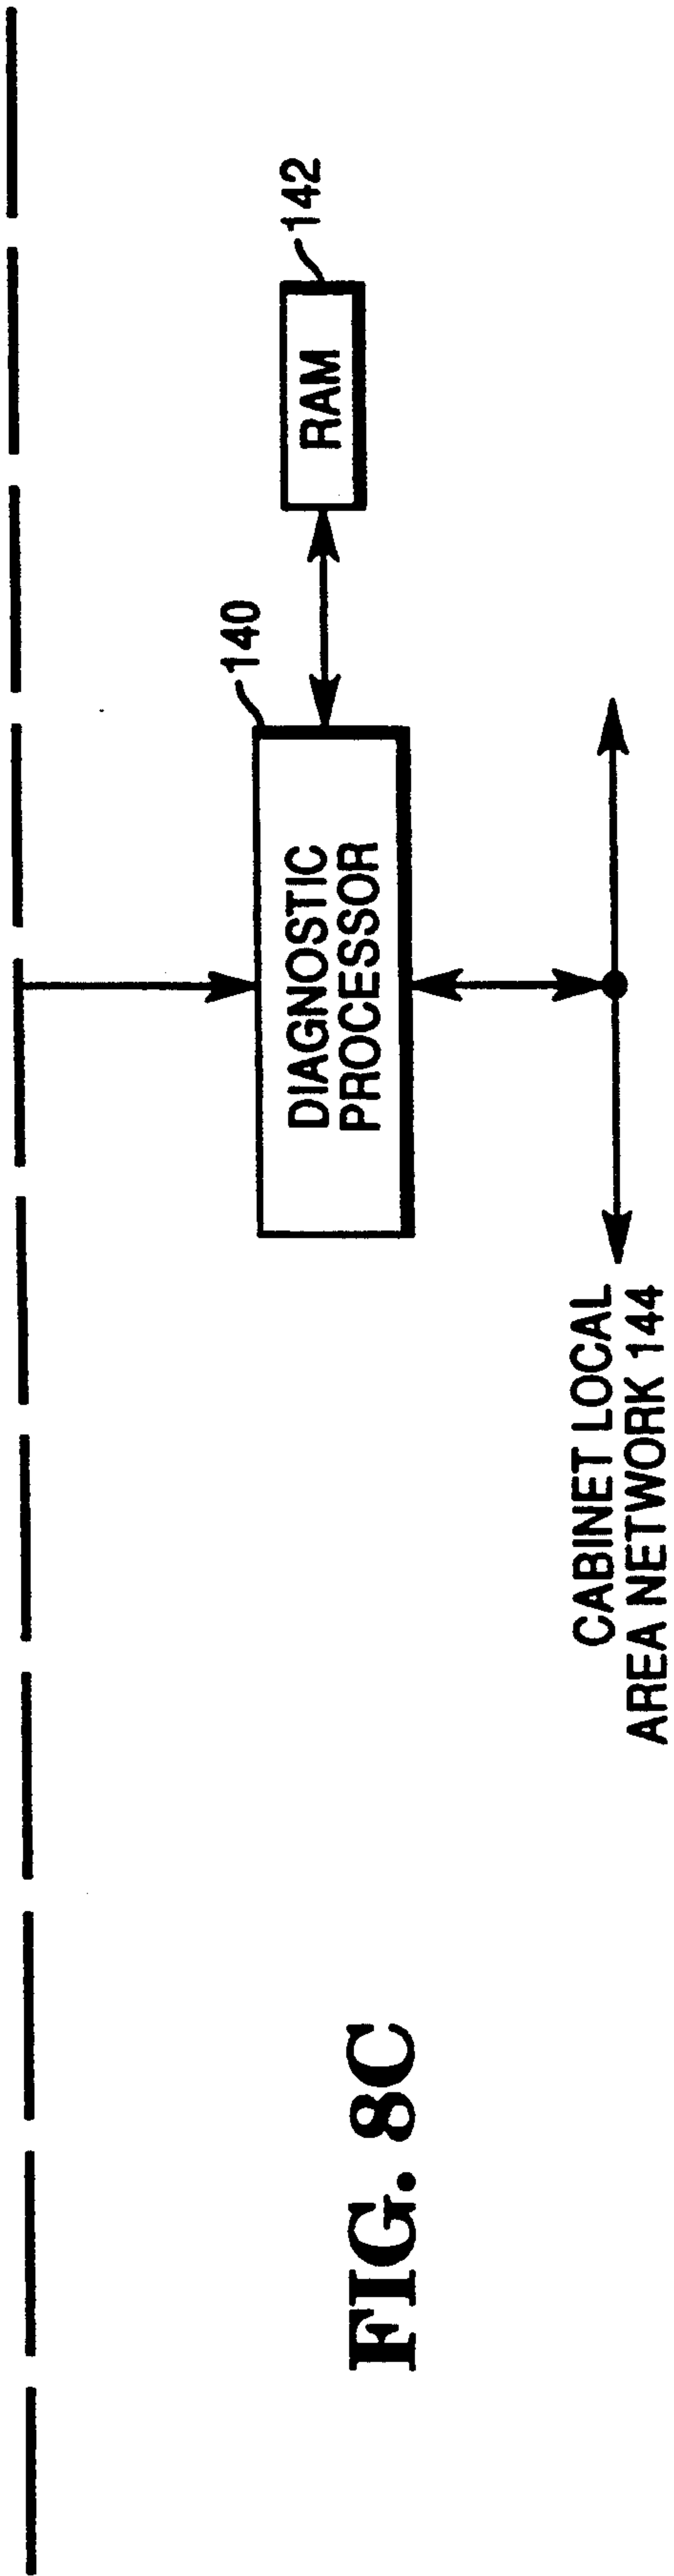 142
RAM
140
DIAGNOSTIC
PROCESSOR
CABINET LOCAL
AREA NETWORK 144
FIG. 8C